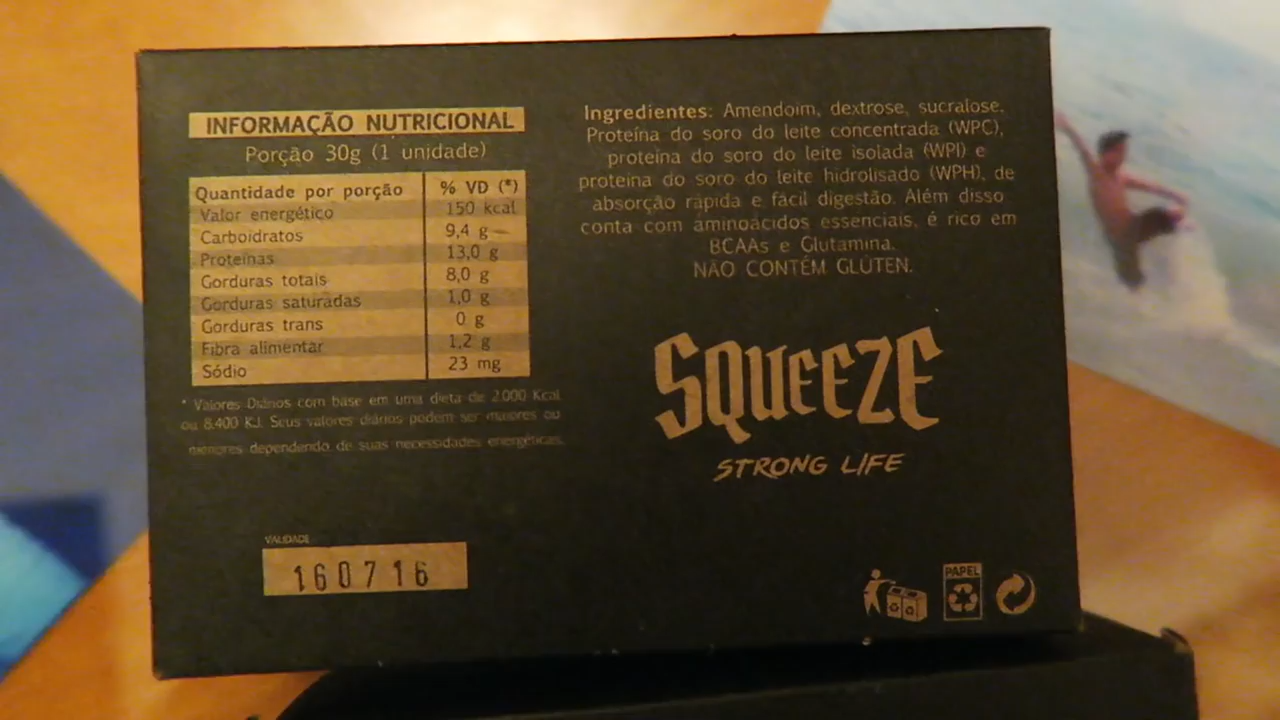 INFORMAÇÃO NUTRICIONAL
Porção 30g (1 unidade)
Quantidade por porção % VD (*)
Valor energético 150 kcal
Carboidratos 9,4 g
Proteínas 13,0 g
Gorduras totais 8,0 g
Gorduras saturadas 1,0 g
Gorduras trans 0 g
Fibra alimentar 1,2 g
Sódio 23 mg
* Valores Diários com base em uma dieta de 2.000 Kcal
ou 8.400 KJ. Seus valores diários podem ser maiores ou
menores dependendo de suas necessidades energéticas.
VALIDADE
160716
Ingredientes: Amendoim, dextrose, sucralose.
Proteína do soro do leite concentrada (WPC),
proteína do soro do leite isolada (WPI) e
proteína do soro do leite hidrolisado (WPH), de
absorção rápida e fácil digestão. Além disso
conta com aminoácidos essenciais, é rico em
BCAAs e Glutamina.
NÃO CONTÉM GLÚTEN.
SQUEEZE
STRONG LIFE
PAPEL